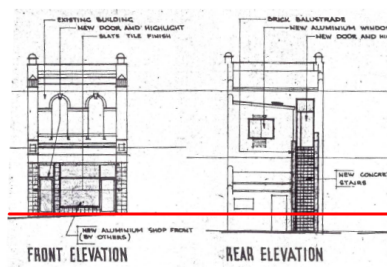 EXISTING BUILDING
NEW DOOR AND HIGHLIGHT
SLATE TILE FINISH
BRICK BALUSTRADE
NEW ALUMINIUM WINDOW
NEW DOOR AND HI
NEW CONCRE
STAIRS
NEW ALUMINIUM SHOP FRONT
(BY OTHERS)
FRONT ELEVATION
REAR ELEVATION